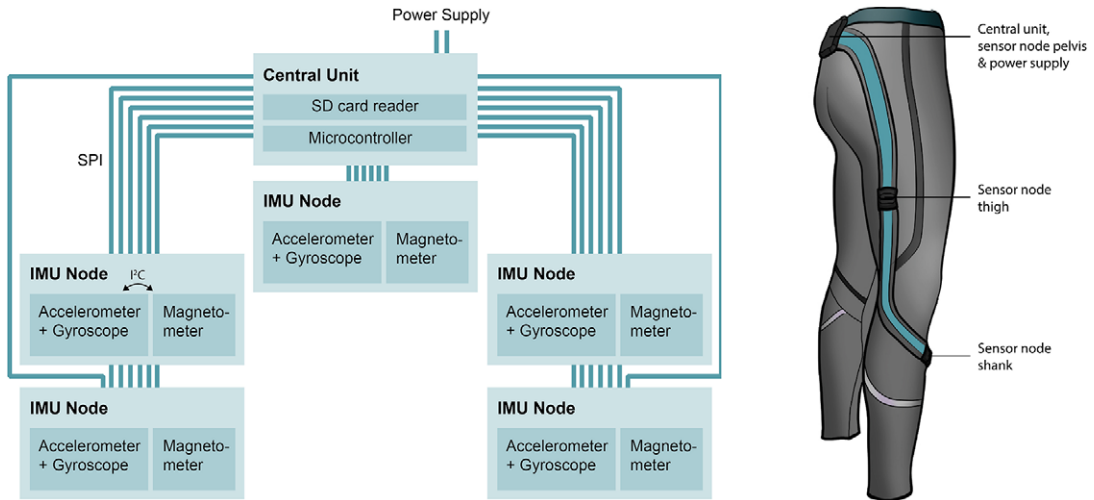 Power Supply
Central Unit
SD card reader
Microcontroller
SPI
IMU Node
Accelerometer
+ Gyroscope
Magneto-
meter
IMU Node
I²C
Accelerometer
+ Gyroscope
Magneto-
meter
IMU Node
Accelerometer
+ Gyroscope
Magneto-
meter
IMU Node
Accelerometer
+ Gyroscope
Magneto-
meter
IMU Node
Accelerometer
+ Gyroscope
Magneto-
meter
Central unit,
sensor node pelvis
& power supply
Sensor node
thigh
Sensor node
shank